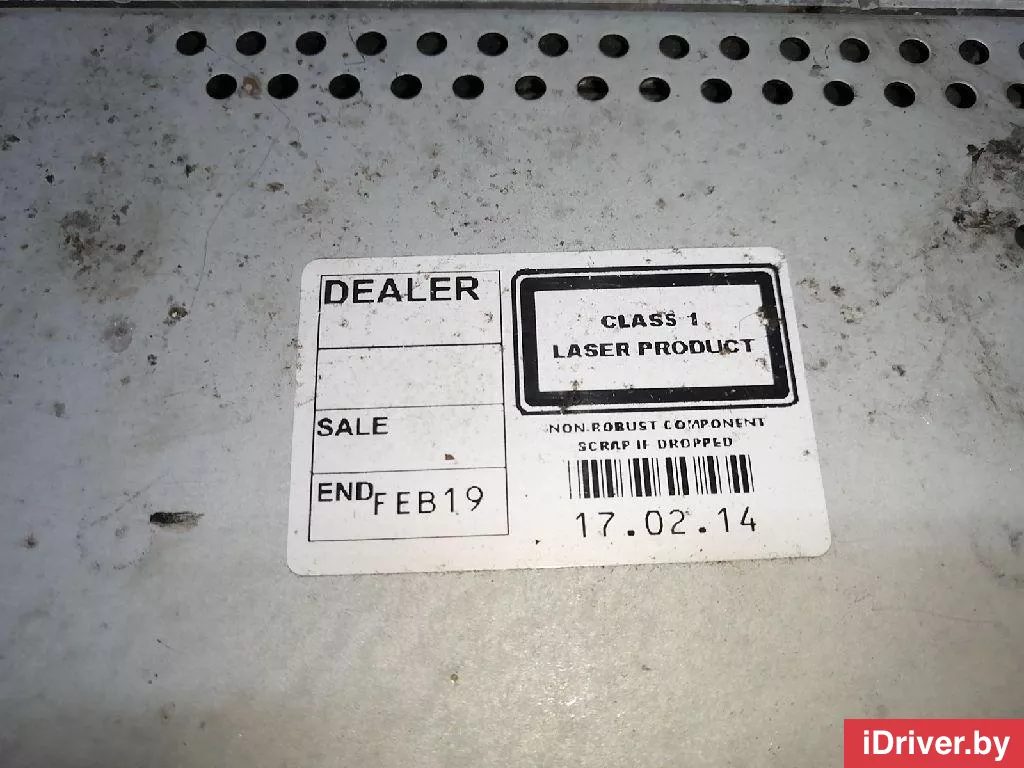 DEALER
SALE
END FEB19
CLASS 1
LASER PRODUCT
NON-ROBUST COMPONENT
SCRAP IF DROPPED
17.02.14
iDriver.by